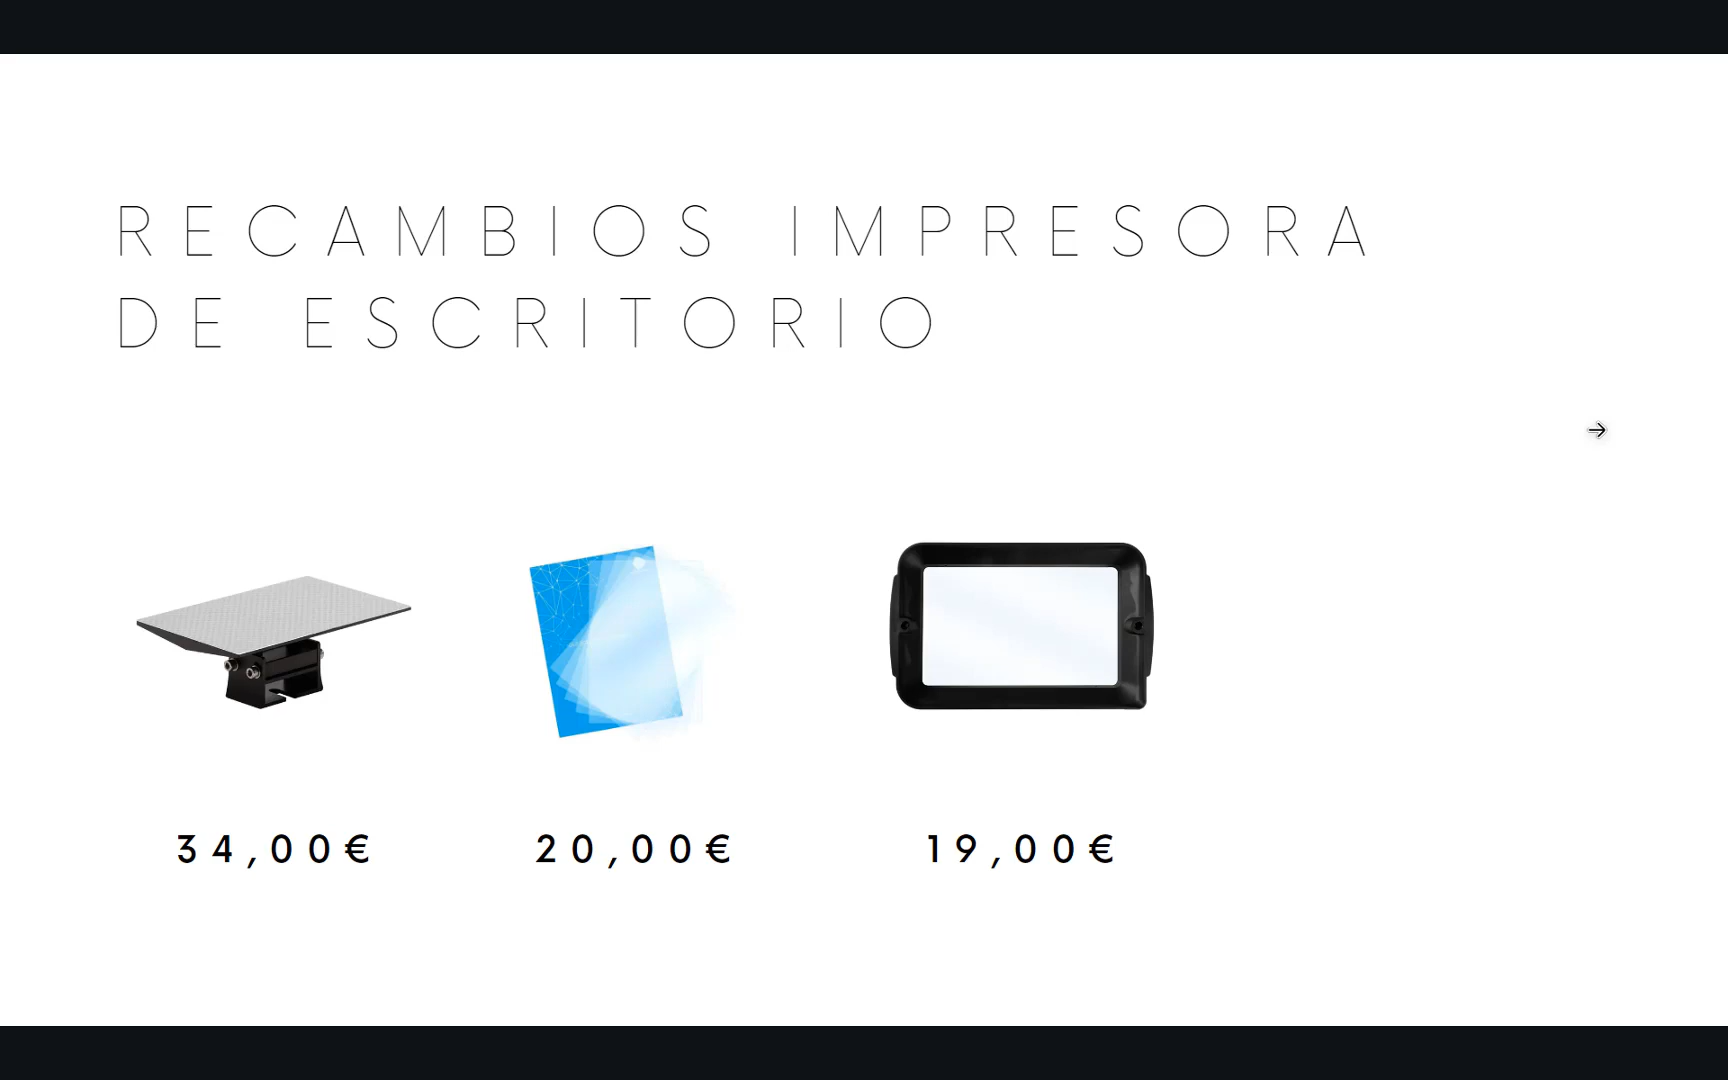 RECAMBIOS IMPRESORA
DE ESCRITORIO
34,00€
20,00€
19,00€